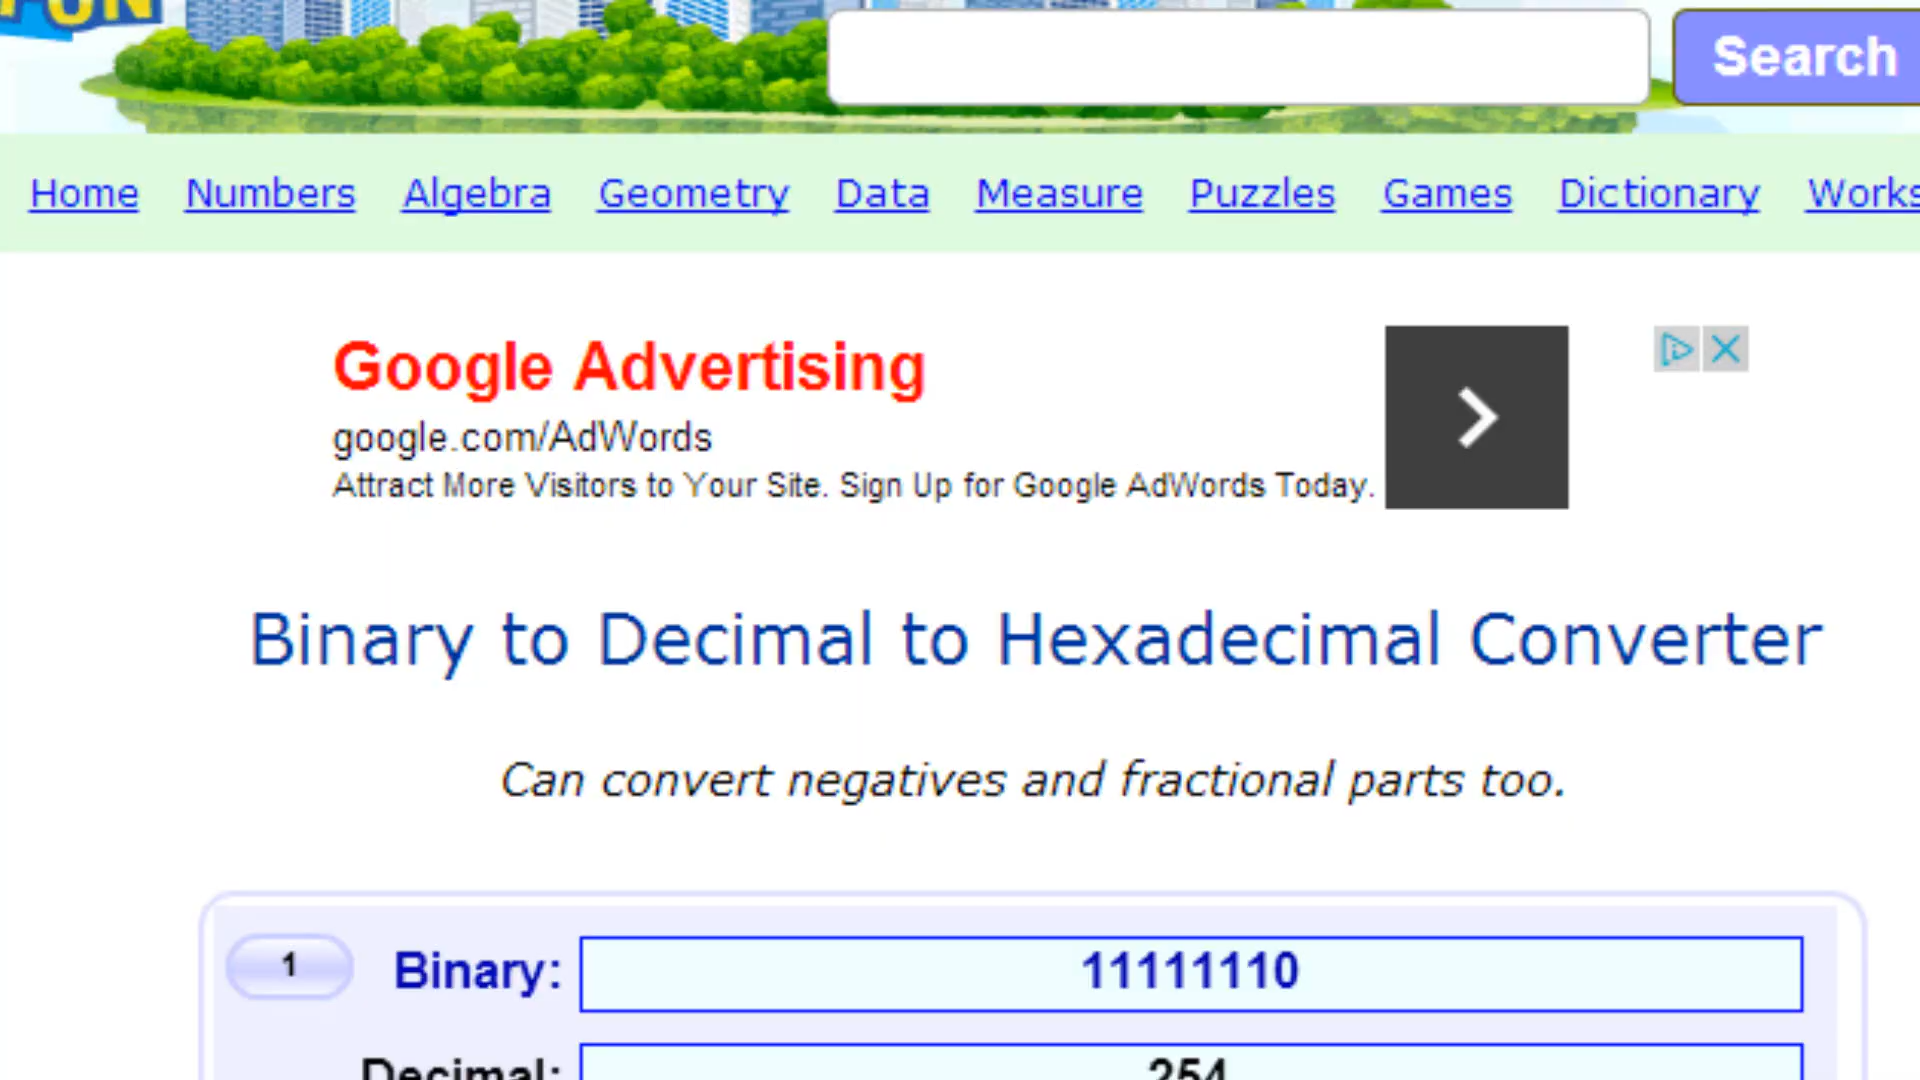 FUN
Search
Home Numbers Algebra Geometry Data Measure Puzzles Games Dictionary Works
Google Advertising
google.com/AdWords
Attract More Visitors to Your Site. Sign Up for Google AdWords Today.
Binary to Decimal to Hexadecimal Converter
Can convert negatives and fractional parts too.
1 Binary: 11111110
Decimal: 254